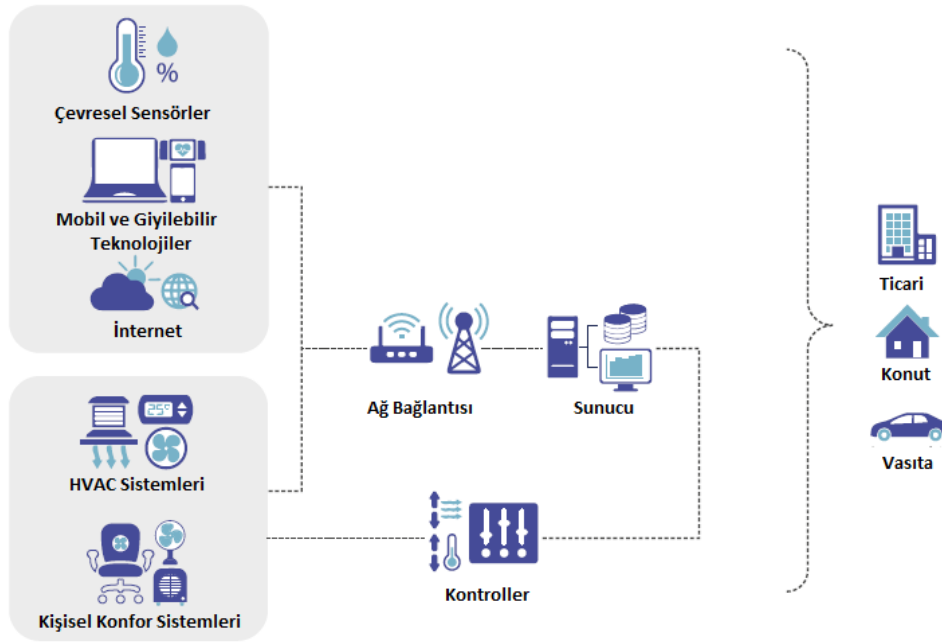 %
Çevresel Sensörler
Mobil ve Giyilebilir
Teknolojiler
İnternet
25°
HVAC Sistemleri
Kişisel Konfor Sistemleri
Ağ Bağlantısı
Sunucu
Kontroller
Ticari
Konut
Vasıta